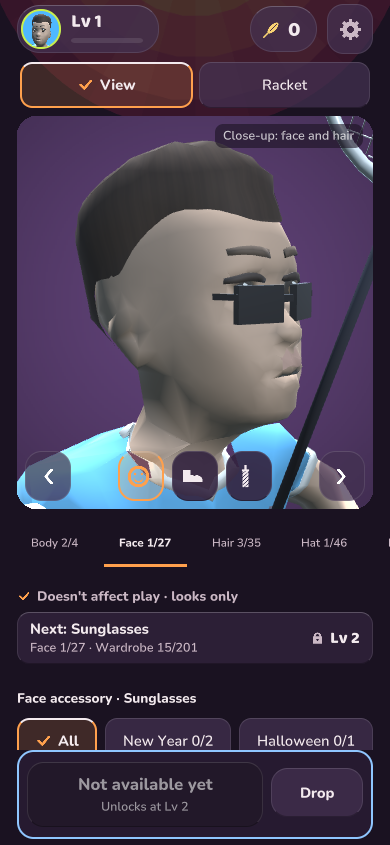 Lv 1
0
View
Racket
Close-up: face and hair
Body 2/4
Face 1/27
Hair 3/35
Hat 1/46
Doesn't affect play · looks only
Next: Sunglasses
Face 1/27 · Wardrobe 15/201
Lv 2
Face accessory · Sunglasses
All
New Year 0/2
Halloween 0/1
Not available yet
Unlocks at Lv 2
Drop